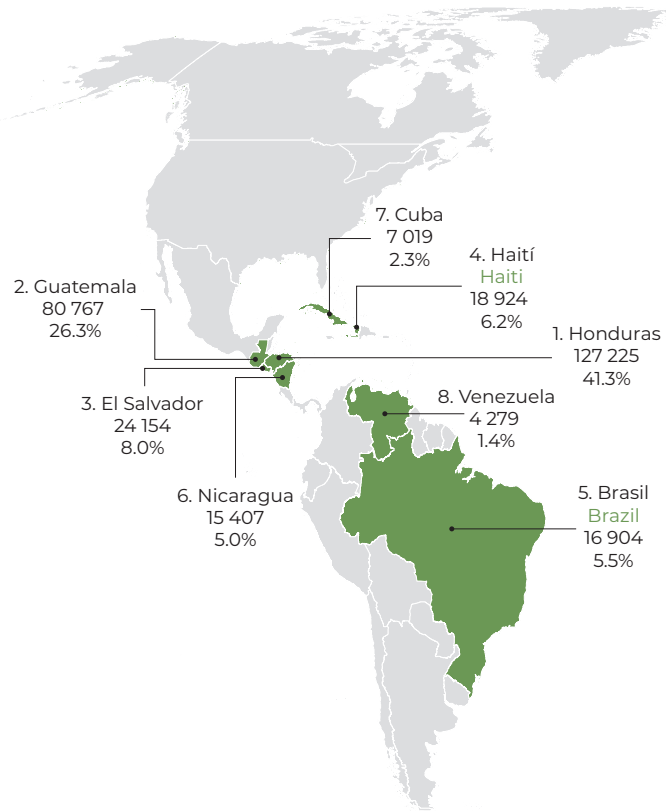 7. Cuba
7 019
2.3%
4. Haití
Haiti
18 924
6.2%
2. Guatemala
80 767
26.3%
1. Honduras
127 225
41.3%
3. El Salvador
24 154
8.0%
8. Venezuela
4 279
1.4%
6. Nicaragua
15 407
5.0%
5. Brasil
Brazil
16 904
5.5%